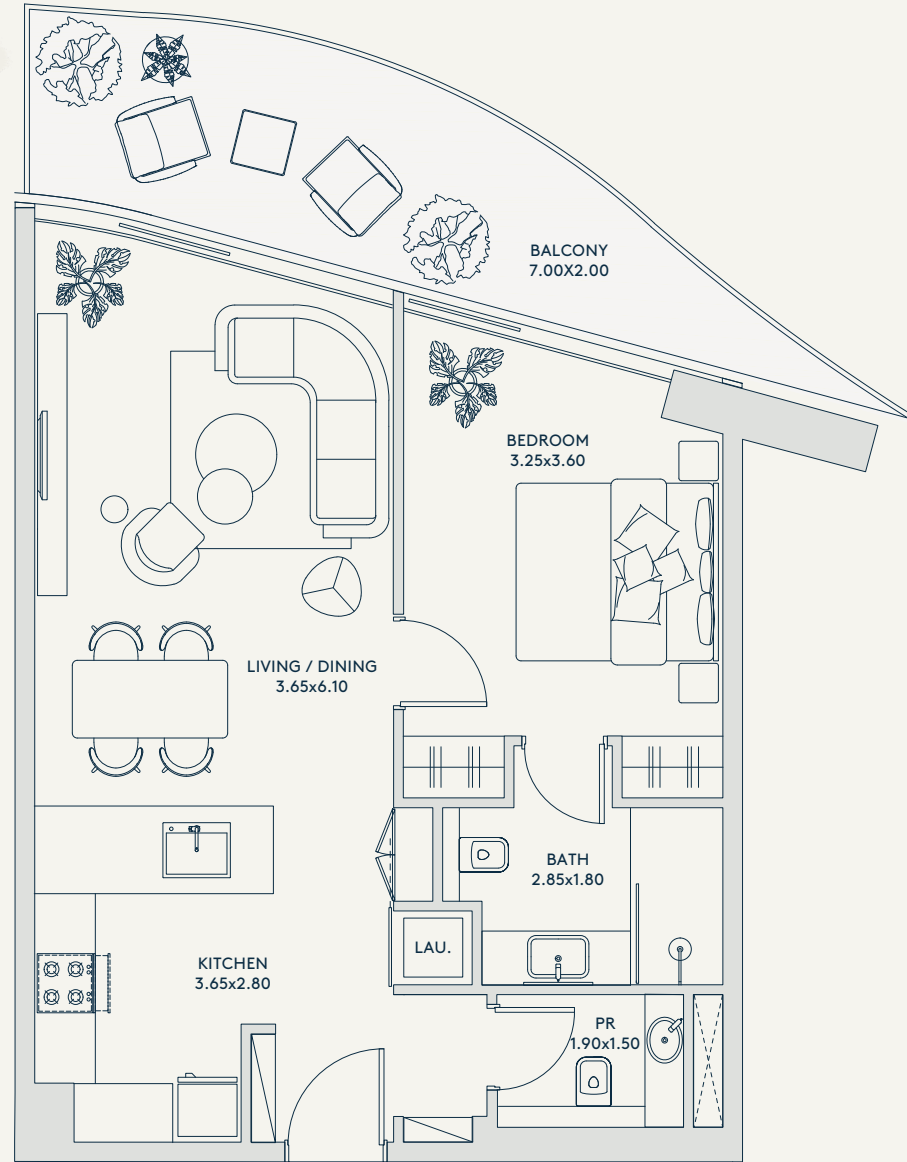 BALCONY
7.00X2.00
BEDROOM
3.25x3.60
LIVING / DINING
3.65x6.10
BATH
2.85x1.80
LAU.
KITCHEN
3.65x2.80
PR
1.90x1.50